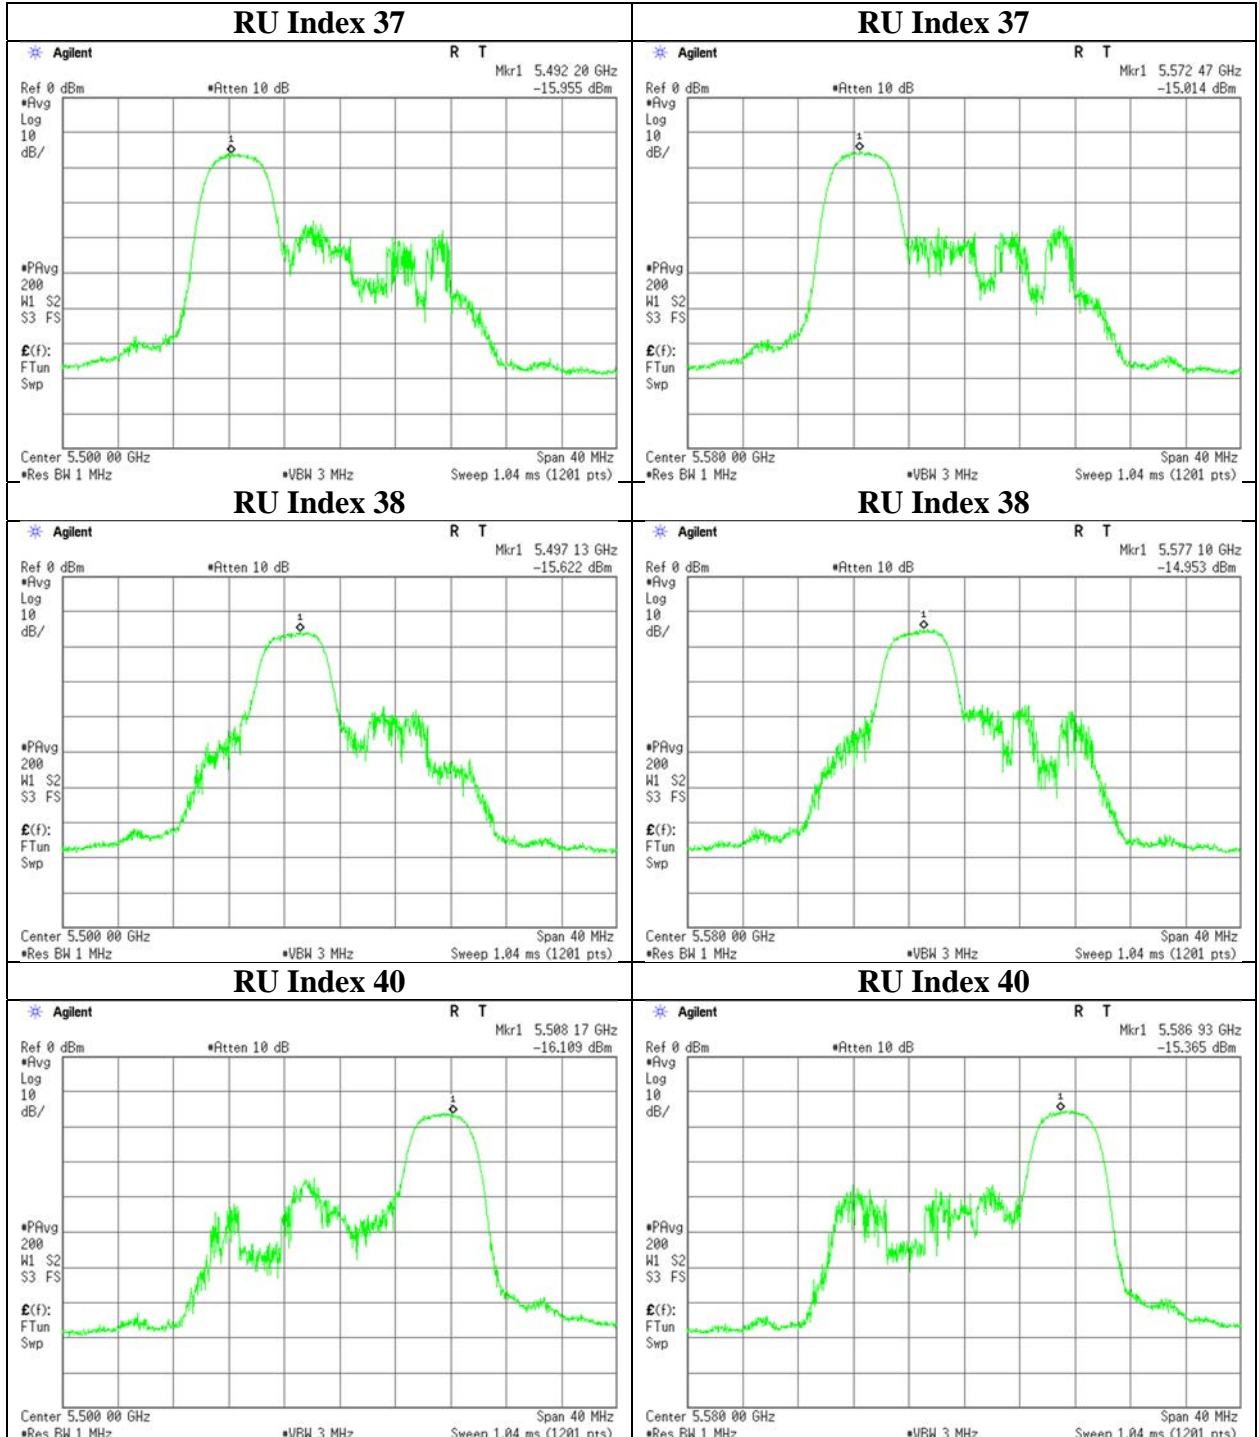 RU Index 37
RU Index 37
Agilent
R T
Mkr1 5.492 20 GHz
Ref 0 dBm
#Atten 10 dB
-15.955 dBm
#Avg
Log
10
dB/
1
#PAvg
200
W1 S2
S3 FS
£(f):
FTun
Swp
Center 5.500 00 GHz
Span 40 MHz
#Res BW 1 MHz
#VBW 3 MHz
Sweep 1.04 ms (1201 pts)
Agilent
R T
Mkr1 5.572 47 GHz
Ref 0 dBm
#Atten 10 dB
-15.014 dBm
#Avg
Log
10
dB/
1
#PAvg
200
W1 S2
S3 FS
£(f):
FTun
Swp
Center 5.580 00 GHz
Span 40 MHz
#Res BW 1 MHz
#VBW 3 MHz
Sweep 1.04 ms (1201 pts)
RU Index 38
RU Index 38
Agilent
R T
Mkr1 5.497 13 GHz
Ref 0 dBm
#Atten 10 dB
-15.622 dBm
#Avg
Log
10
dB/
1
#PAvg
200
W1 S2
S3 FS
£(f):
FTun
Swp
Center 5.500 00 GHz
Span 40 MHz
#Res BW 1 MHz
#VBW 3 MHz
Sweep 1.04 ms (1201 pts)
Agilent
R T
Mkr1 5.577 10 GHz
Ref 0 dBm
#Atten 10 dB
-14.953 dBm
#Avg
Log
10
dB/
1
#PAvg
200
W1 S2
S3 FS
£(f):
FTun
Swp
Center 5.580 00 GHz
Span 40 MHz
#Res BW 1 MHz
#VBW 3 MHz
Sweep 1.04 ms (1201 pts)
RU Index 40
RU Index 40
Agilent
R T
Mkr1 5.508 17 GHz
Ref 0 dBm
#Atten 10 dB
-16.109 dBm
#Avg
Log
10
dB/
1
#PAvg
200
W1 S2
S3 FS
£(f):
FTun
Swp
Center 5.500 00 GHz
Span 40 MHz
#Res BW 1 MHz
#VBW 3 MHz
Sweep 1.04 ms (1201 pts)
Agilent
R T
Mkr1 5.586 93 GHz
Ref 0 dBm
#Atten 10 dB
-15.365 dBm
#Avg
Log
10
dB/
1
#PAvg
200
W1 S2
S3 FS
£(f):
FTun
Swp
Center 5.580 00 GHz
Span 40 MHz
#Res BW 1 MHz
#VBW 3 MHz
Sweep 1.04 ms (1201 pts)